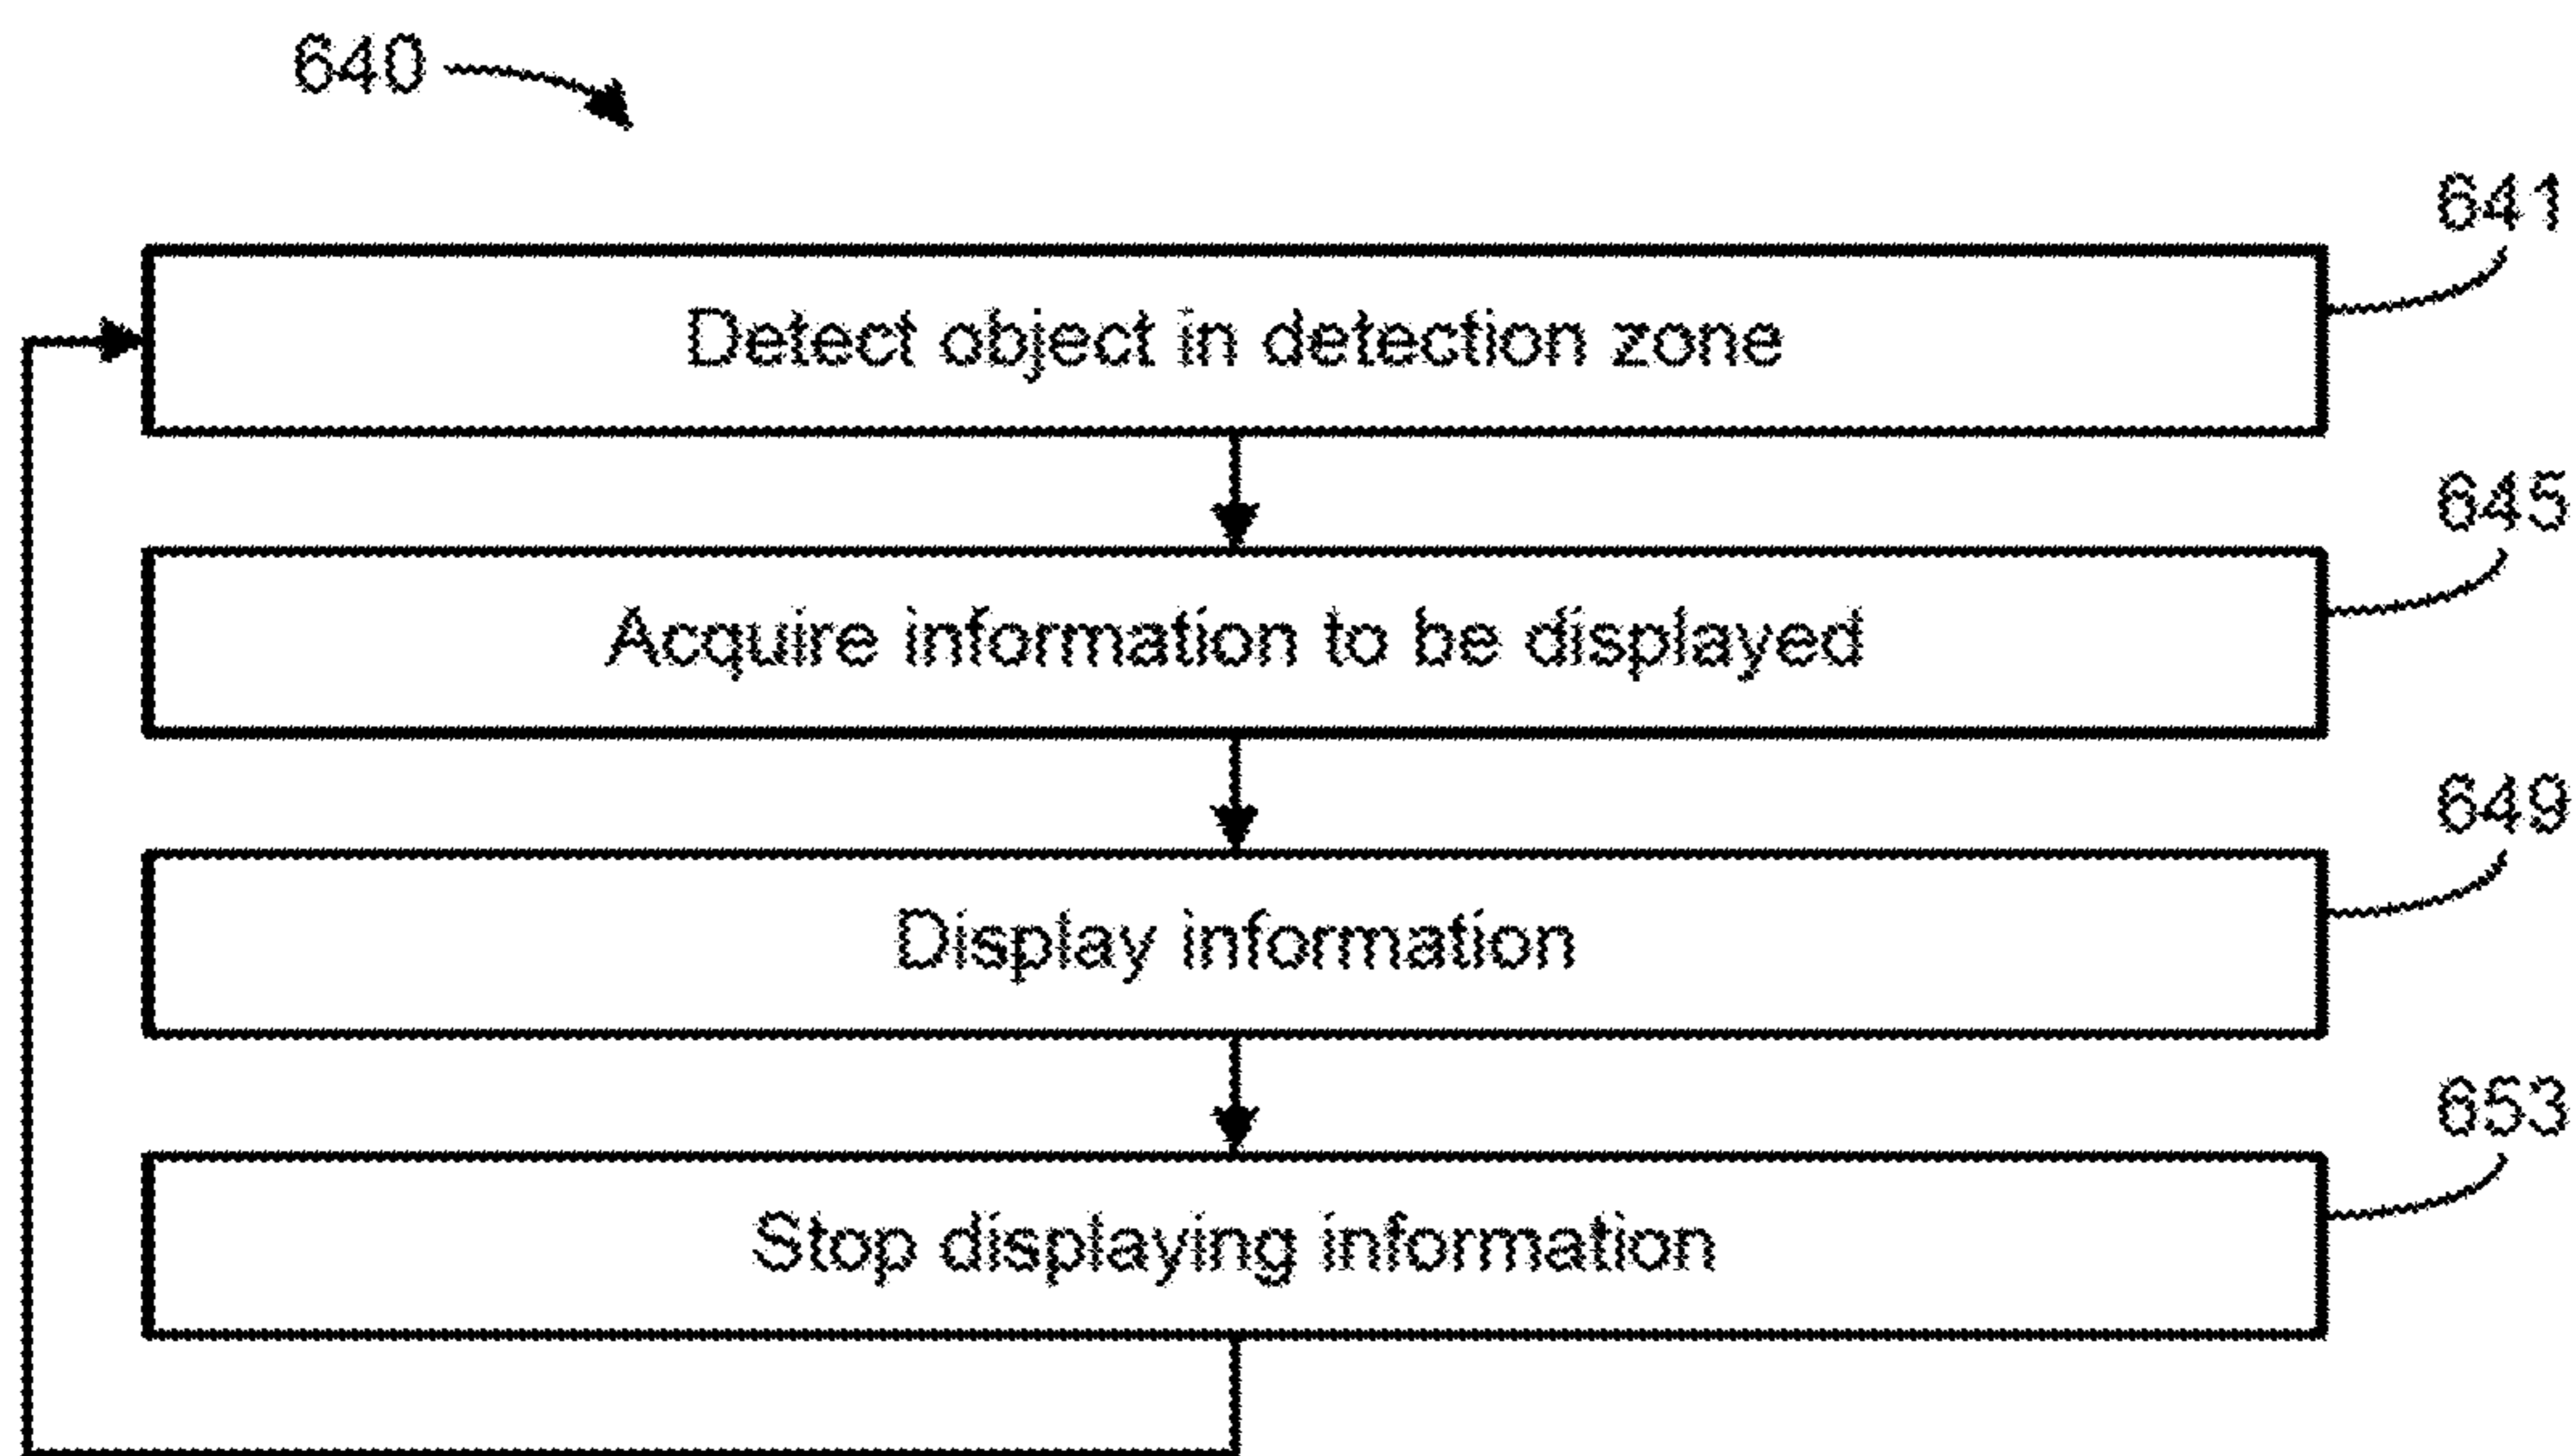 640
641
Detect object in detection zone
645
Acquire information to be displayed
649
Display information
653
Stop displaying information